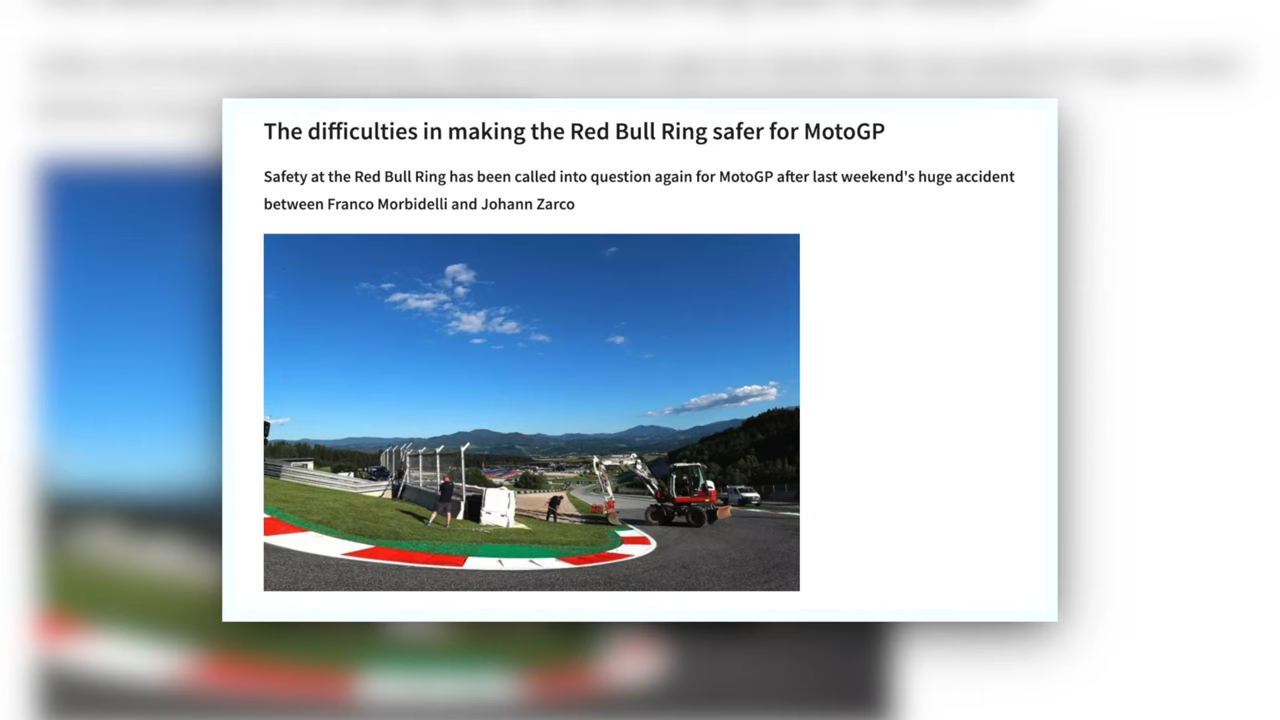 The difficulties in making the Red Bull Ring safer for MotoGP
Safety at the Red Bull Ring has been called into question again for MotoGP after last weekend's huge accident
between Franco Morbidelli and Johann Zarco